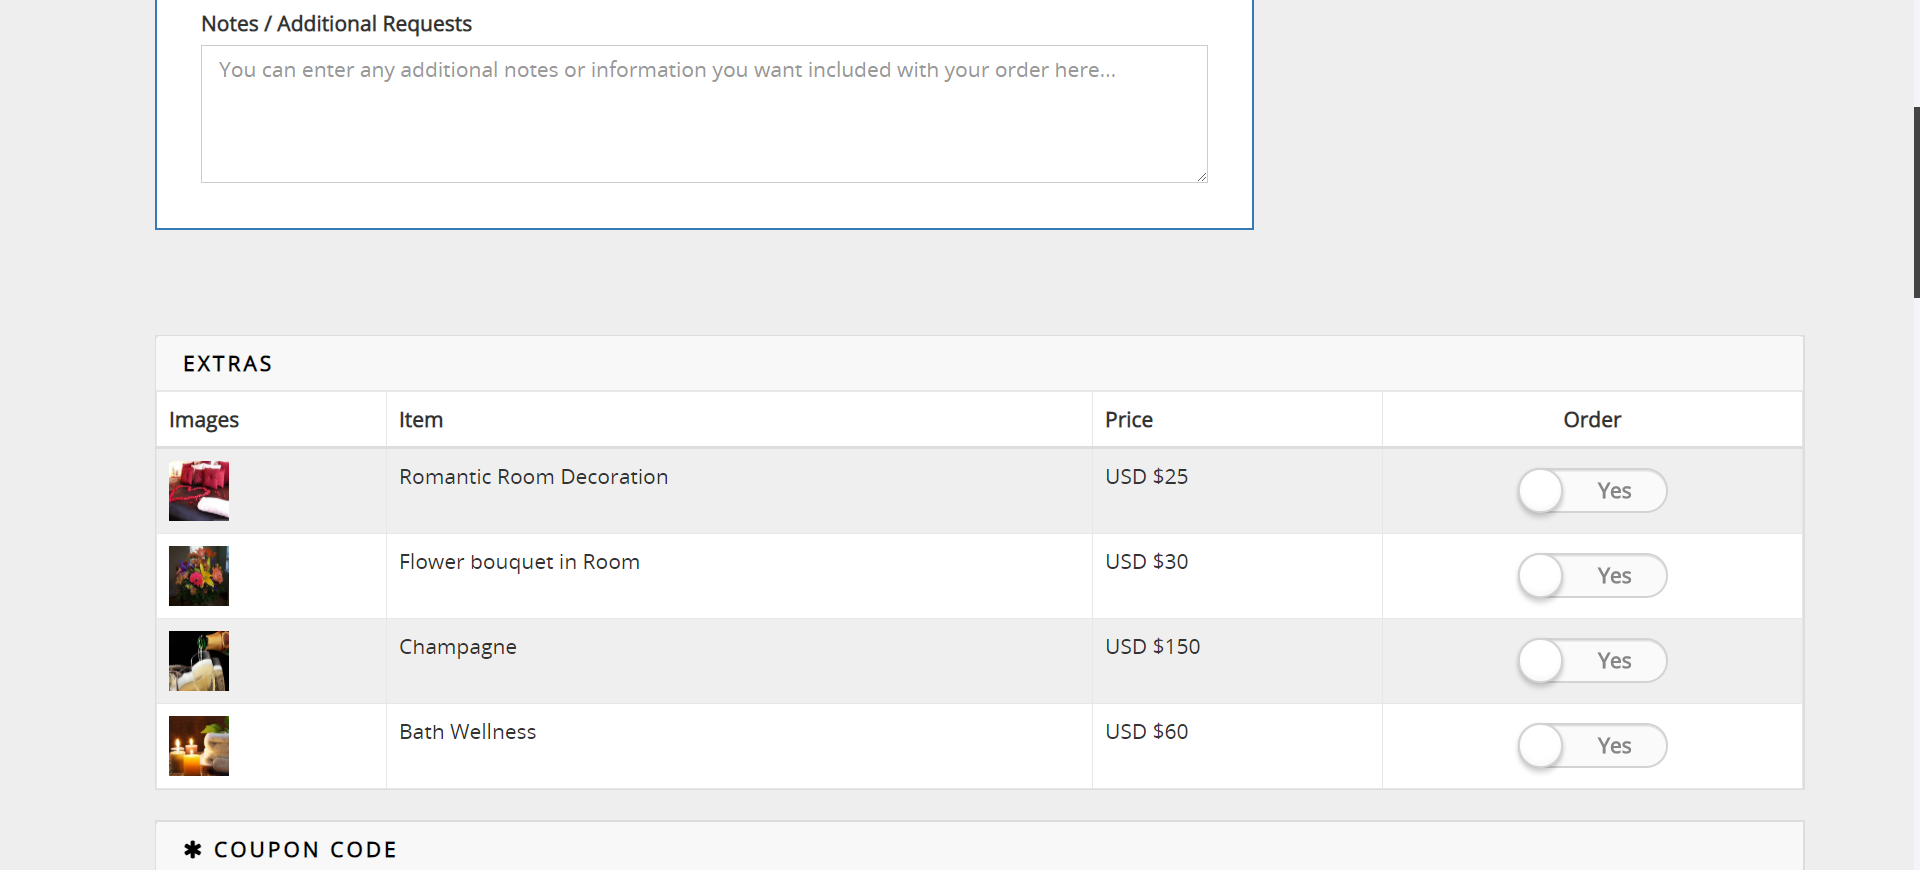 Notes / Additional Requests
You can enter any additional notes or information you want included with your order here...
EXTRAS
Images Item Price Order
Romantic Room Decoration USD $25 Yes
Flower bouquet in Room USD $30 Yes
Champagne USD $150 Yes
Bath Wellness USD $60 Yes
✱ COUPON CODE